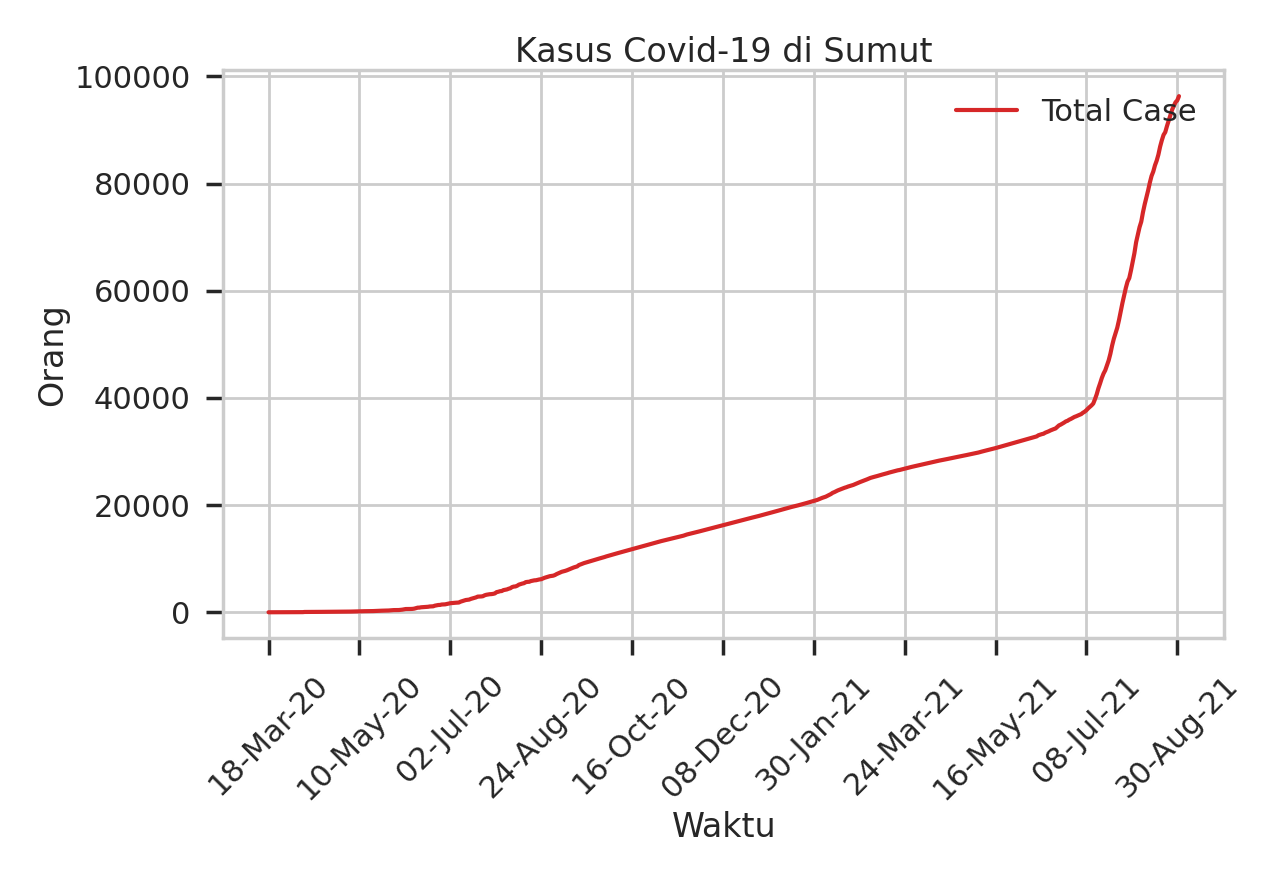 Kasus Covid-19 di Sumut
100000
80000
60000
40000
20000
0
Orang
Total Case
18-Mar-20
10-May-20
02-Jul-20
24-Aug-20
16-Oct-20
08-Dec-20
30-Jan-21
24-Mar-21
16-May-21
08-Jul-21
30-Aug-21
Waktu